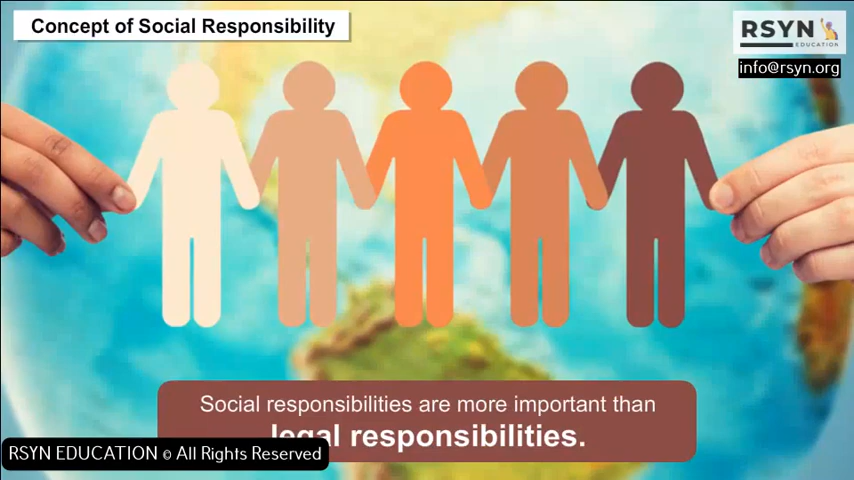 Concept of Social Responsibility
RSYN
EDUCATION
info@rsyn.org
Social responsibilities are more important than
legal responsibilities.
RSYN EDUCATION © All Rights Reserved